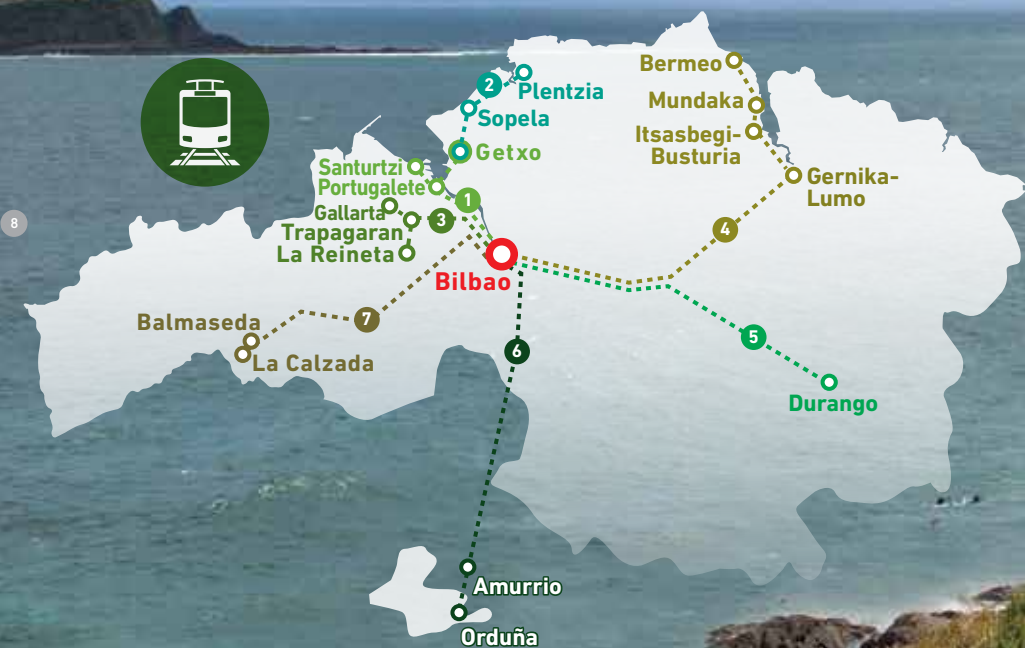 Bermeo
2
Plentzia
Mundaka
Sopela
Itsasbegi-
Busturia
Getxo
Santurtzi
Portugalete
Gernika-
Lumo
1
Gallarta
3
8
Trapagaran
4
La Reineta
Bilbao
7
Balmaseda
5
6
La Calzada
Durango
Amurrio
Orduña